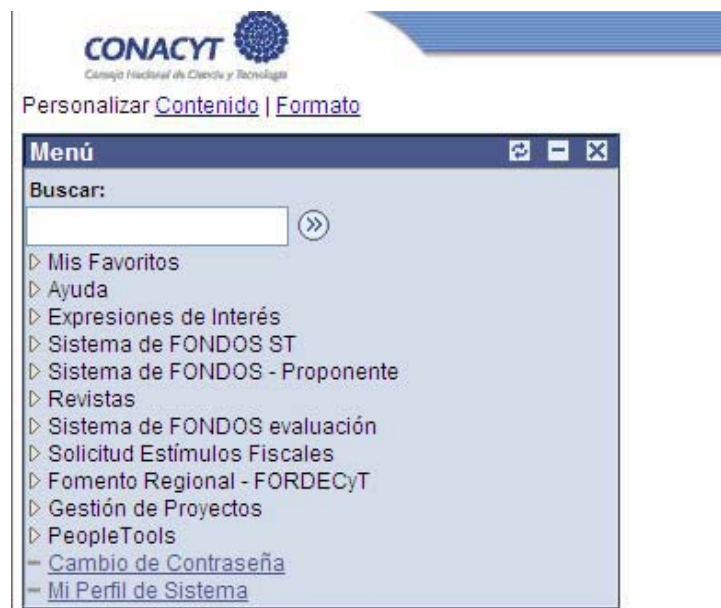 CONACYT
Consejo Nacional de Ciencia y Tecnología
Personalizar Contenido | Formato
Menú
Buscar:
Mis Favoritos
Ayuda
Expresiones de Interés
Sistema de FONDOS ST
Sistema de FONDOS - Proponente
Revistas
Sistema de FONDOS evaluación
Solicitud Estímulos Fiscales
Fomento Regional - FORDECyT
Gestión de Proyectos
PeopleTools
Cambio de Contraseña
Mi Perfil de Sistema